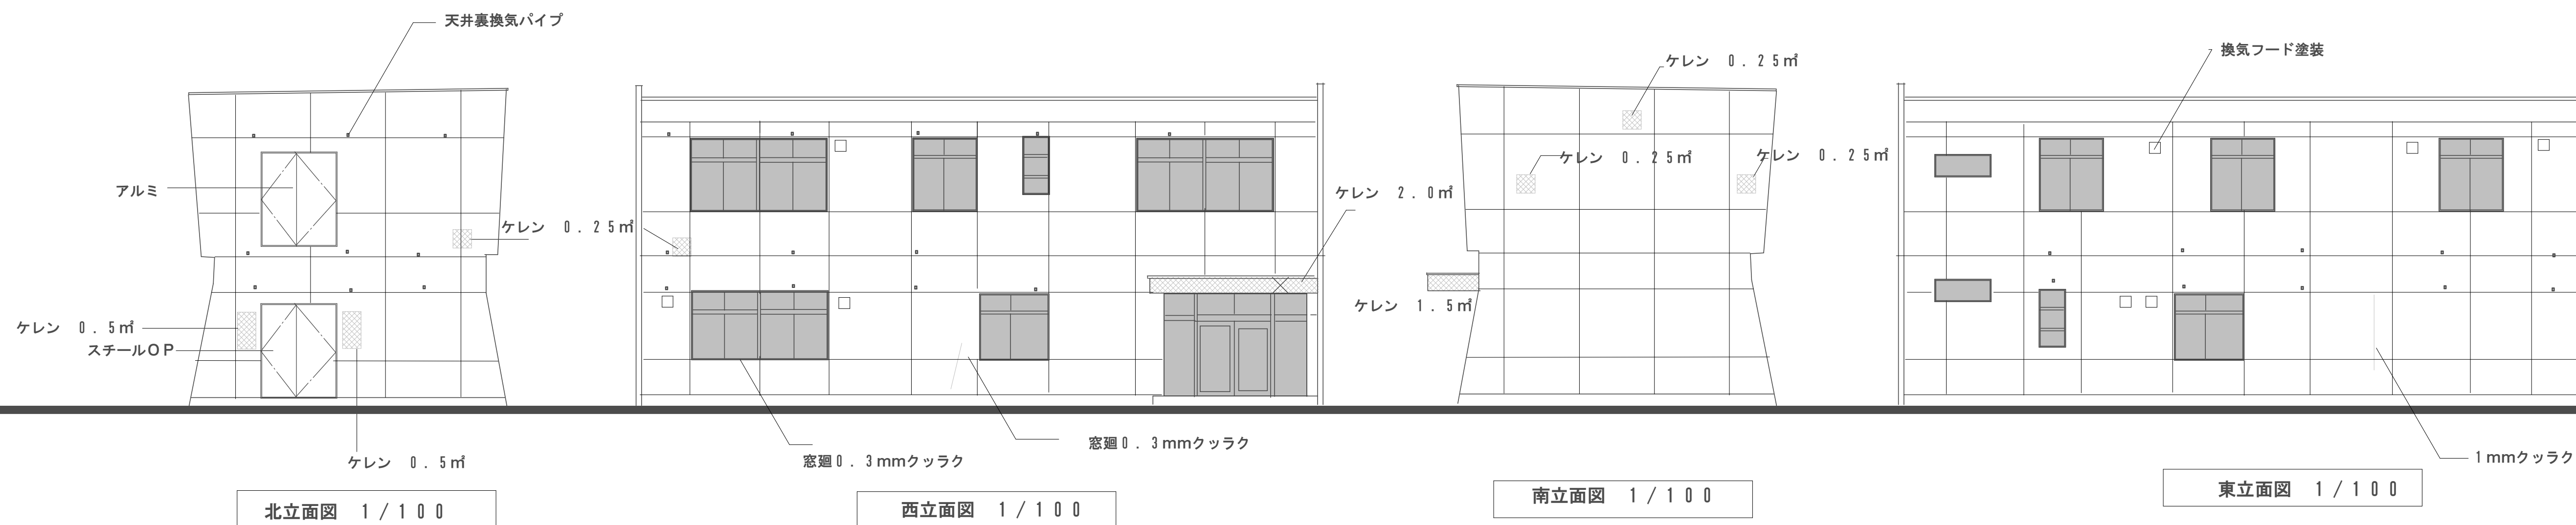 天井裏換気パイプ
アルミ
ケレン　0．25㎡
ケレン　0．5㎡
スチールＯＰ
ケレン　0．5㎡
北立面図　1／100
ケレン　2．0㎡
窓廻0．3mmクッラク
窓廻0．3mmクッラク
西立面図　1／100
ケレン　0．25㎡
ケレン　0．25㎡
ケレン　0．25㎡
ケレン　1．5㎡
南立面図　1／100
換気フード塗装
1mmクッラク
東立面図　1／100